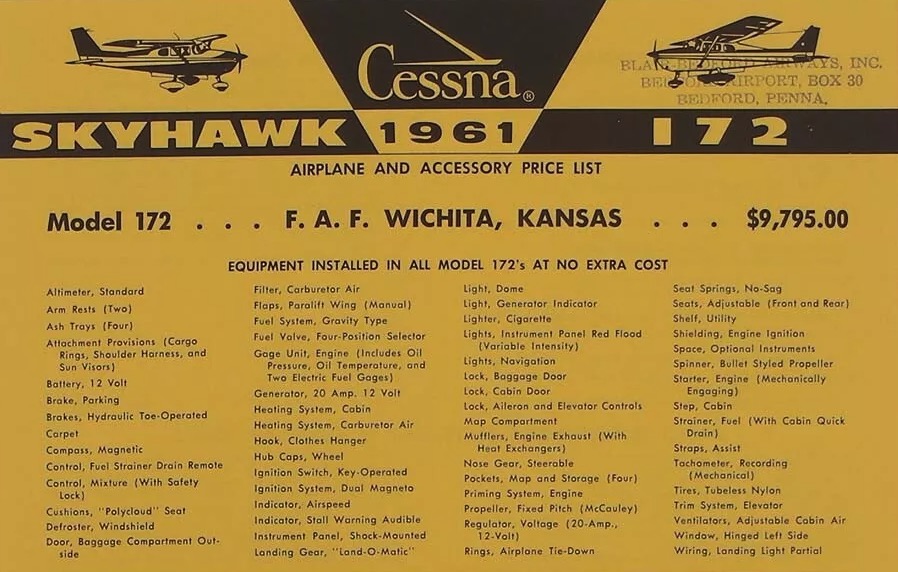 Cessna®
BLAIR-BEDFORD AIRWAYS, INC.
BEDFORD AIRPORT, BOX 30
BEDFORD, PENNA.
SKYHAWK 1961 172
AIRPLANE AND ACCESSORY PRICE LIST
Model 172 . . . F. A. F. WICHITA, KANSAS . . . $9,795.00
EQUIPMENT INSTALLED IN ALL MODEL 172's AT NO EXTRA COST
Altimeter, Standard
Arm Rests (Two)
Ash Trays (Four)
Attachment Provisions (Cargo
Rings, Shoulder Harness, and
Sun Visors)
Battery, 12 Volt
Brake, Parking
Brakes, Hydraulic Toe-Operated
Carpet
Compass, Magnetic
Control, Fuel Strainer Drain Remote
Control, Mixture (With Safety
Lock)
Cushions, "Polycloud" Seat
Defroster, Windshield
Door, Baggage Compartment Out-
side
Filter, Carburetor Air
Flaps, Paralift Wing (Manual)
Fuel System, Gravity Type
Fuel Valve, Four-Position Selector
Gage Unit, Engine (Includes Oil
Pressure, Oil Temperature, and
Two Electric Fuel Gages)
Generator, 20 Amp. 12 Volt
Heating System, Cabin
Heating System, Carburetor Air
Hook, Clothes Hanger
Hub Caps, Wheel
Ignition Switch, Key-Operated
Ignition System, Dual Magneto
Indicator, Airspeed
Indicator, Stall Warning Audible
Instrument Panel, Shock-Mounted
Landing Gear, "Land-O-Matic"
Light, Dome
Light, Generator Indicator
Lighter, Cigarette
Lights, Instrument Panel Red Flood
(Variable Intensity)
Lights, Navigation
Lock, Baggage Door
Lock, Cabin Door
Lock, Aileron and Elevator Controls
Map Compartment
Mufflers, Engine Exhaust (With
Heat Exchangers)
Nose Gear, Steerable
Pockets, Map and Storage (Four)
Priming System, Engine
Propeller, Fixed Pitch (McCauley)
Regulator, Voltage (20-Amp.,
12-Volt)
Rings, Airplane Tie-Down
Seat Springs, No-Sag
Seats, Adjustable (Front and Rear)
Shelf, Utility
Shielding, Engine Ignition
Space, Optional Instruments
Spinner, Bullet Styled Propeller
Starter, Engine (Mechanically
Engaging)
Step, Cabin
Strainer, Fuel (With Cabin Quick
Drain)
Straps, Assist
Tachometer, Recording
(Mechanical)
Tires, Tubeless Nylon
Trim System, Elevator
Ventilators, Adjustable Cabin Air
Window, Hinged Left Side
Wiring, Landing Light Partial